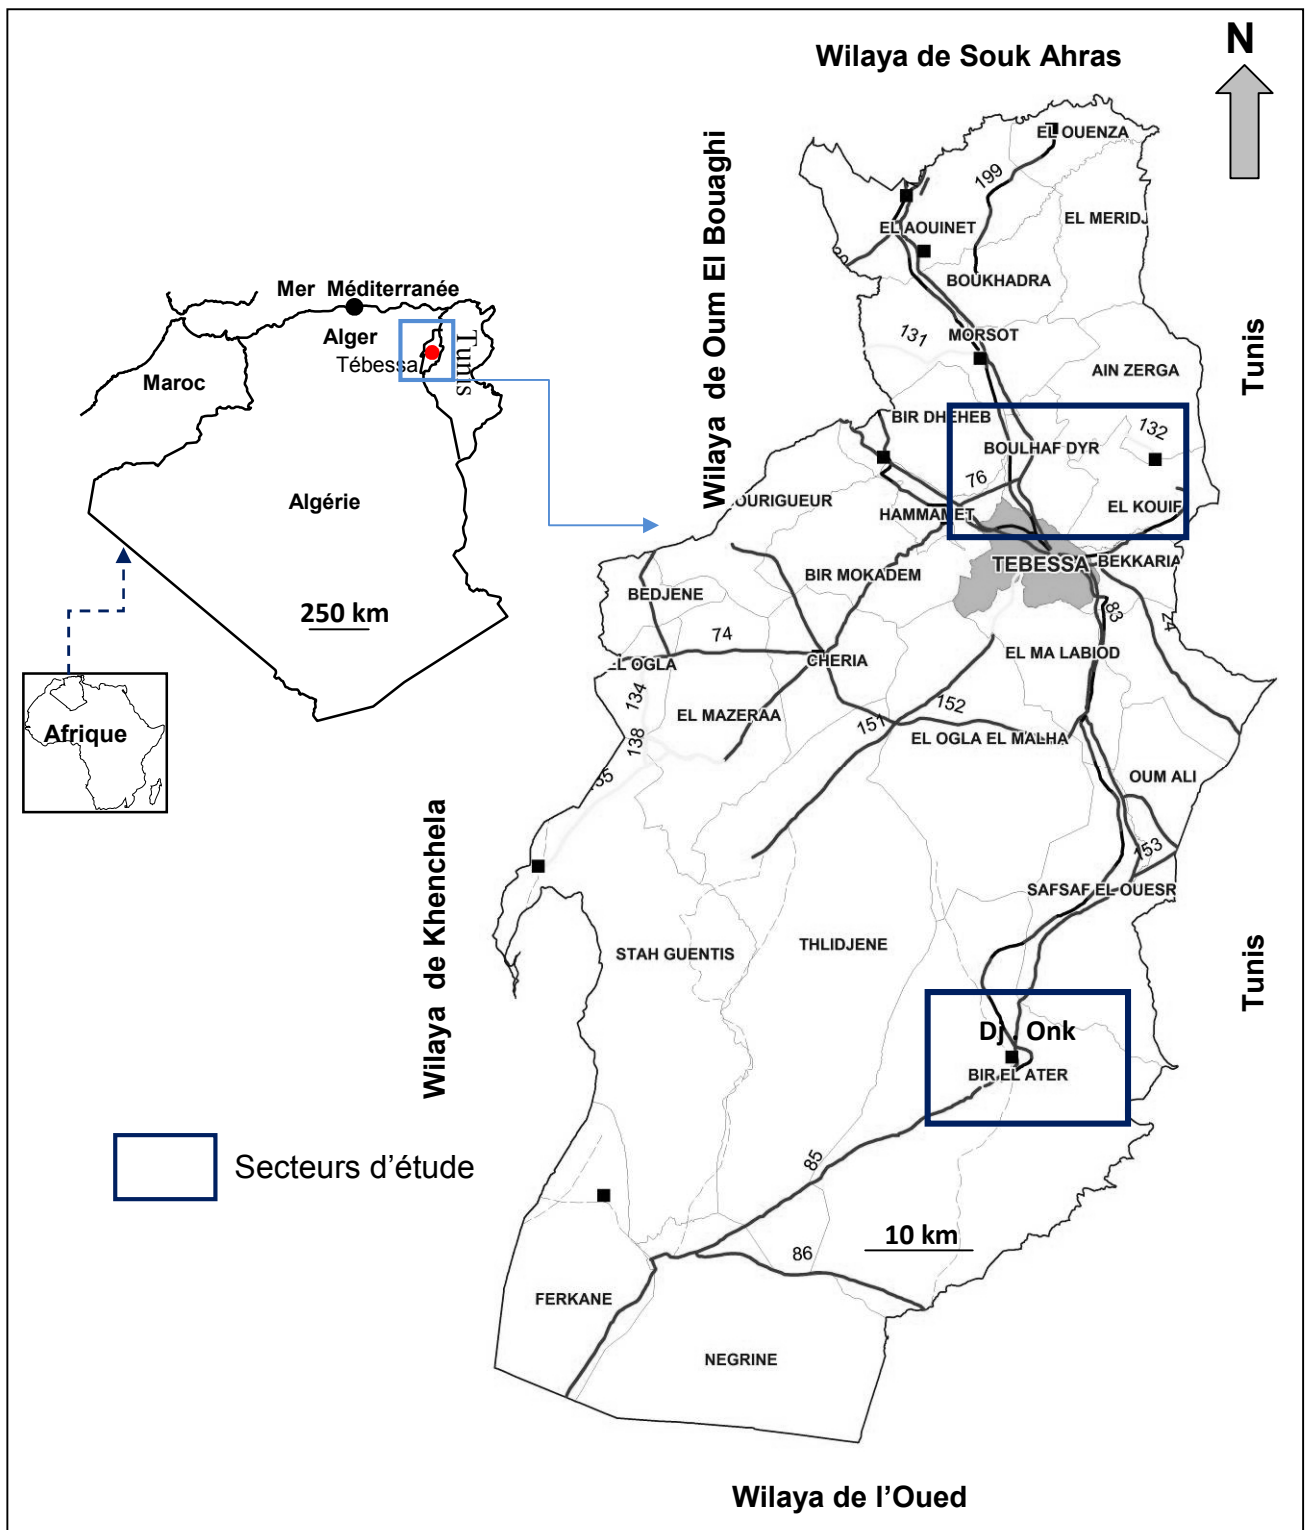 Wilaya de Souk Ahras
N
Wilaya de Oum El Bouaghi
EL OUENZA
199
EL MERIDJ
EL AOUINET
BOUKHADRA
Mer Méditerranée
Alger
Tébessa
Tunis
Maroc
Algérie
250 km
Afrique
131
MORSOT
AIN ZERGA
Tunis
BIR DHEHEB
132
BOULHAF DYR
76
OURIGUEUR
HAMMAMET
EL KOUIF
TEBESSA
BEKKARIA
BIR MOKADEM
BEDJENE
83
74
74
EL MA LABIOD
EL OGLA
CHERIA
134
EL MAZERAA
152
151
138
EL OGLA EL MALHA
55
OUM ALI
Wilaya de Khenchela
153
SAFSAF EL OUESR
STAH GUENTIS
THLIDJENE
Tunis
Dj . Onk
BIR EL ATER
Secteurs d’étude
85
10 km
86
FERKANE
NEGRINE
Wilaya de l’Oued